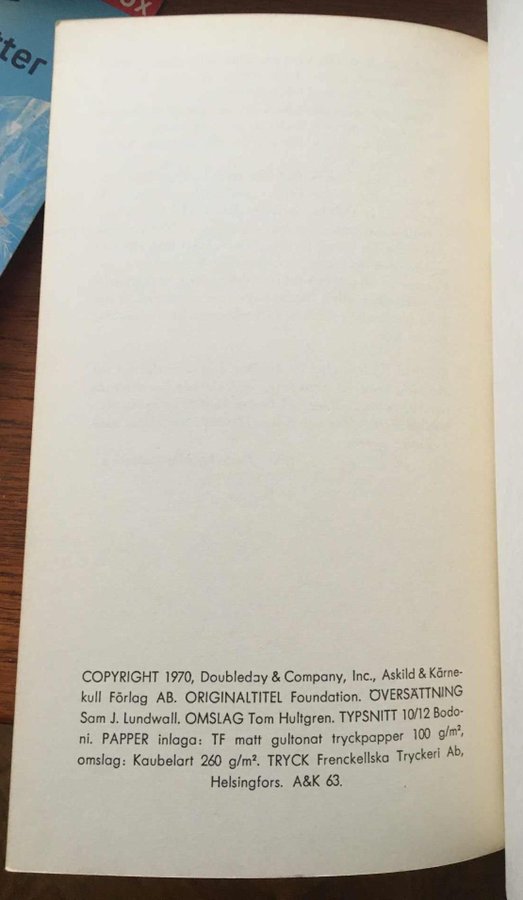 ox
tter
COPYRIGHT 1970, Doubleday & Company, Inc., Askild & Kärne-
kull Förlag AB. ORIGINALTITEL Foundation. ÖVERSÄTTNING
Sam J. Lundwall. OMSLAG Tom Hultgren. TYPSNITT 10/12 Bodo-
ni. PAPPER inlaga: TF matt gultonat tryckpapper 100 g/m²,
omslag: Kaubelart 260 g/m². TRYCK Frenckellska Tryckeri Ab,
Helsingfors. A&K 63.